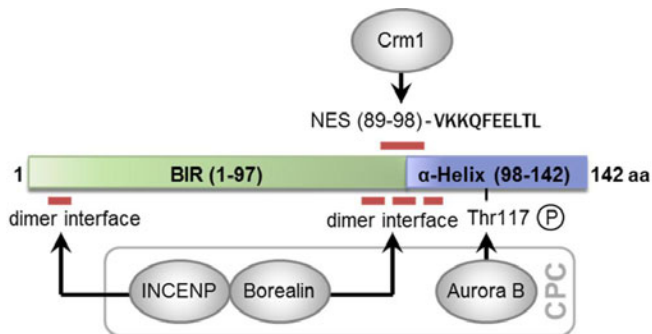 Crm1
NES (89-98)-VKKQFEELTL
1 BIR (1-97) α-Helix (98-142) 142 aa
dimer interface dimer interface Thr117 P
INCENP Borealin Aurora B CPC